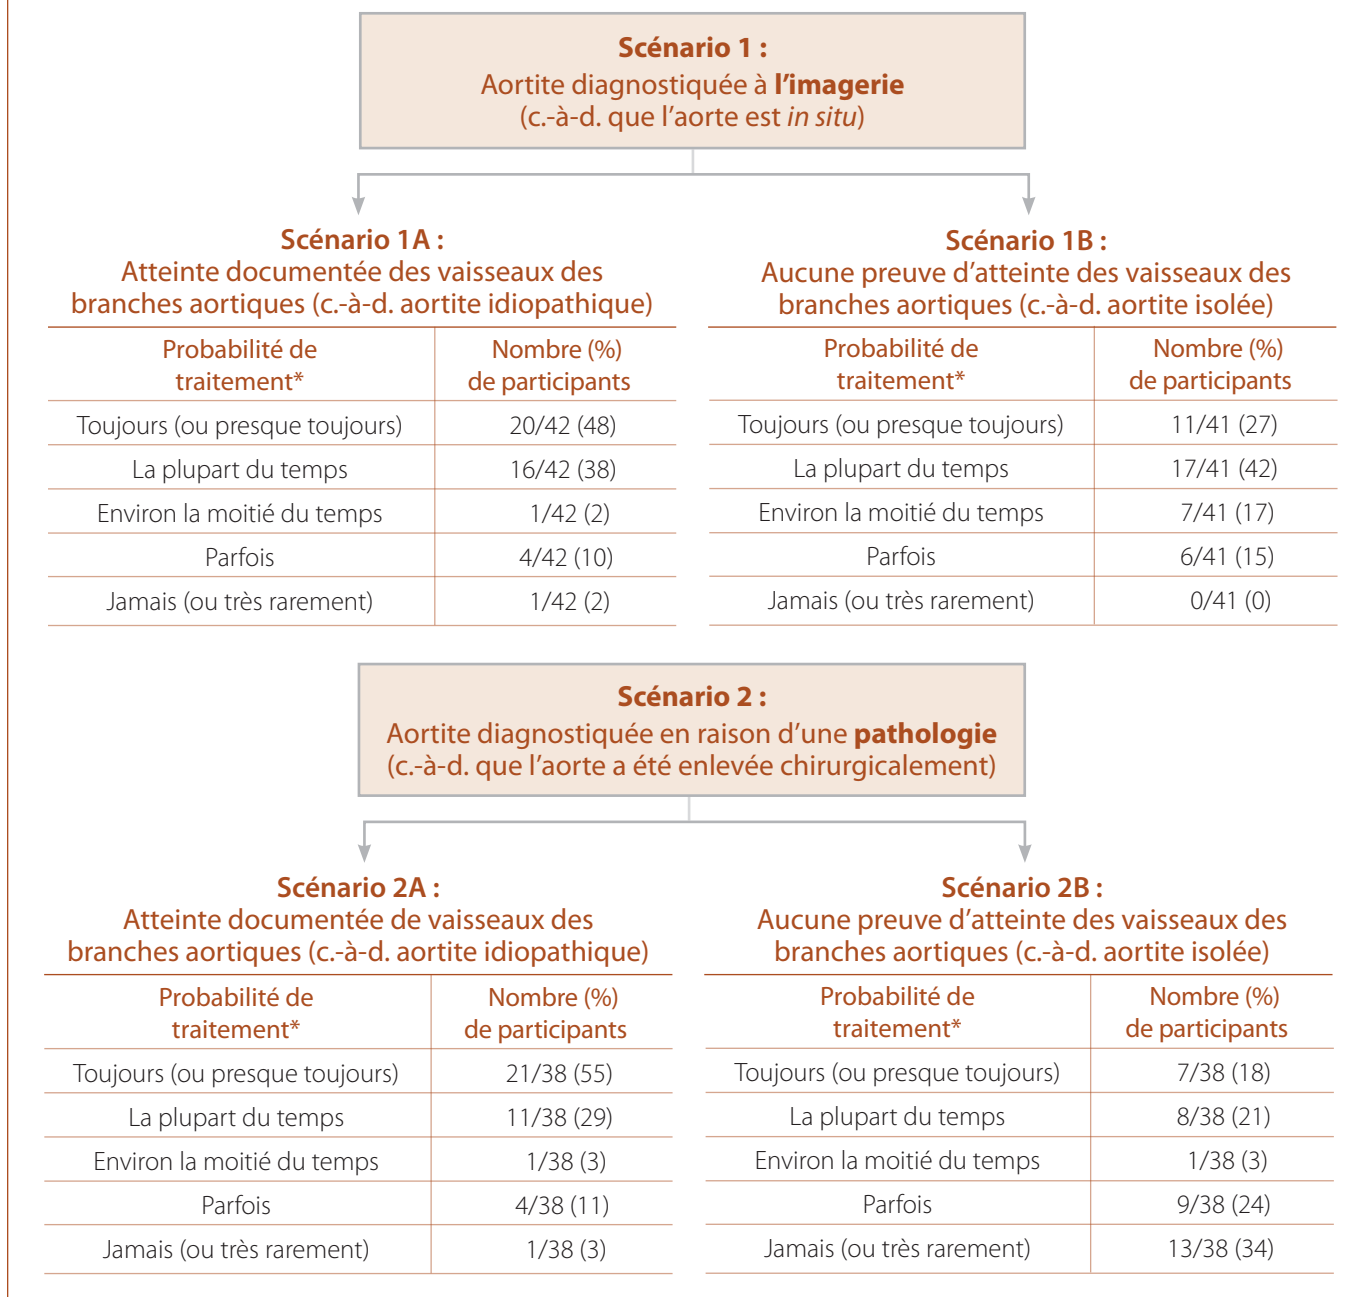 Scénario 1 :
Aortite diagnostiquée à l'imagerie
(c.-à-d. que l'aorte est in situ)
Scénario 1A :
Atteinte documentée des vaisseaux des
branches aortiques (c.-à-d. aortite idiopathique)
Probabilité de
traitement*
Nombre (%)
de participants
Toujours (ou presque toujours) 20/42 (48)
La plupart du temps 16/42 (38)
Environ la moitié du temps 1/42 (2)
Parfois 4/42 (10)
Jamais (ou très rarement) 1/42 (2)
Scénario 1B :
Aucune preuve d'atteinte des vaisseaux des
branches aortiques (c.-à-d. aortite isolée)
Probabilité de
traitement*
Nombre (%)
de participants
Toujours (ou presque toujours) 11/41 (27)
La plupart du temps 17/41 (42)
Environ la moitié du temps 7/41 (17)
Parfois 6/41 (15)
Jamais (ou très rarement) 0/41 (0)
Scénario 2 :
Aortite diagnostiquée en raison d'une pathologie
(c.-à-d. que l'aorte a été enlevée chirurgicalement)
Scénario 2A :
Atteinte documentée de vaisseaux des
branches aortiques (c.-à-d. aortite idiopathique)
Probabilité de
traitement*
Nombre (%)
de participants
Toujours (ou presque toujours) 21/38 (55)
La plupart du temps 11/38 (29)
Environ la moitié du temps 1/38 (3)
Parfois 4/38 (11)
Jamais (ou très rarement) 1/38 (3)
Scénario 2B :
Aucune preuve d'atteinte des vaisseaux des
branches aortiques (c.-à-d. aortite isolée)
Probabilité de
traitement*
Nombre (%)
de participants
Toujours (ou presque toujours) 7/38 (18)
La plupart du temps 8/38 (21)
Environ la moitié du temps 1/38 (3)
Parfois 9/38 (24)
Jamais (ou très rarement) 13/38 (34)